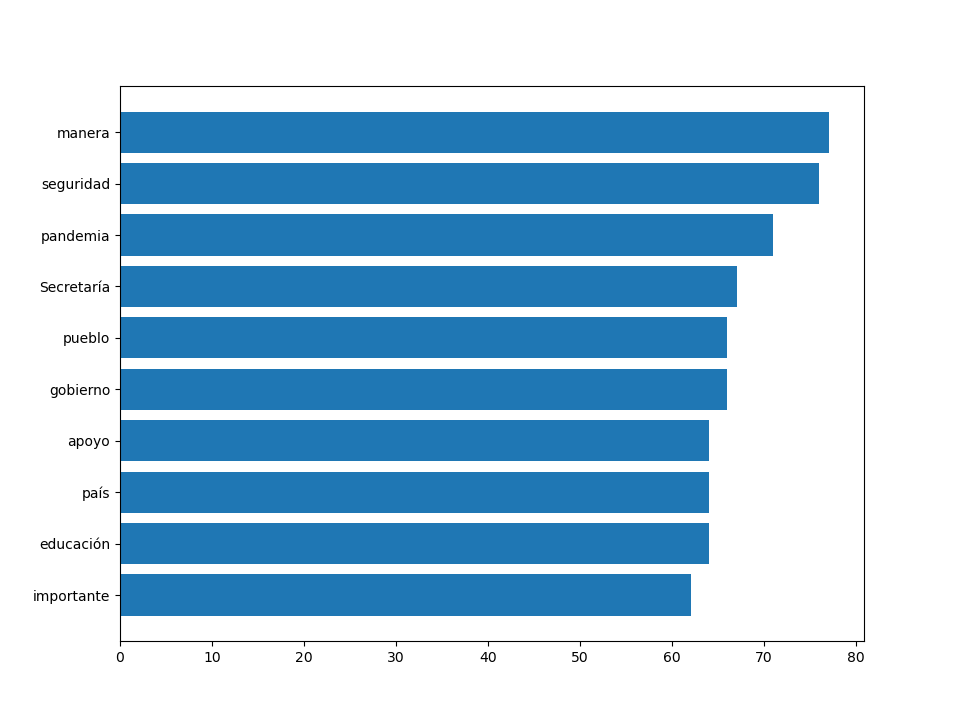 manera
seguridad
pandemia
Secretaría
pueblo
gobierno
apoyo
país
educación
importante
0 10 20 30 40 50 60 70 80